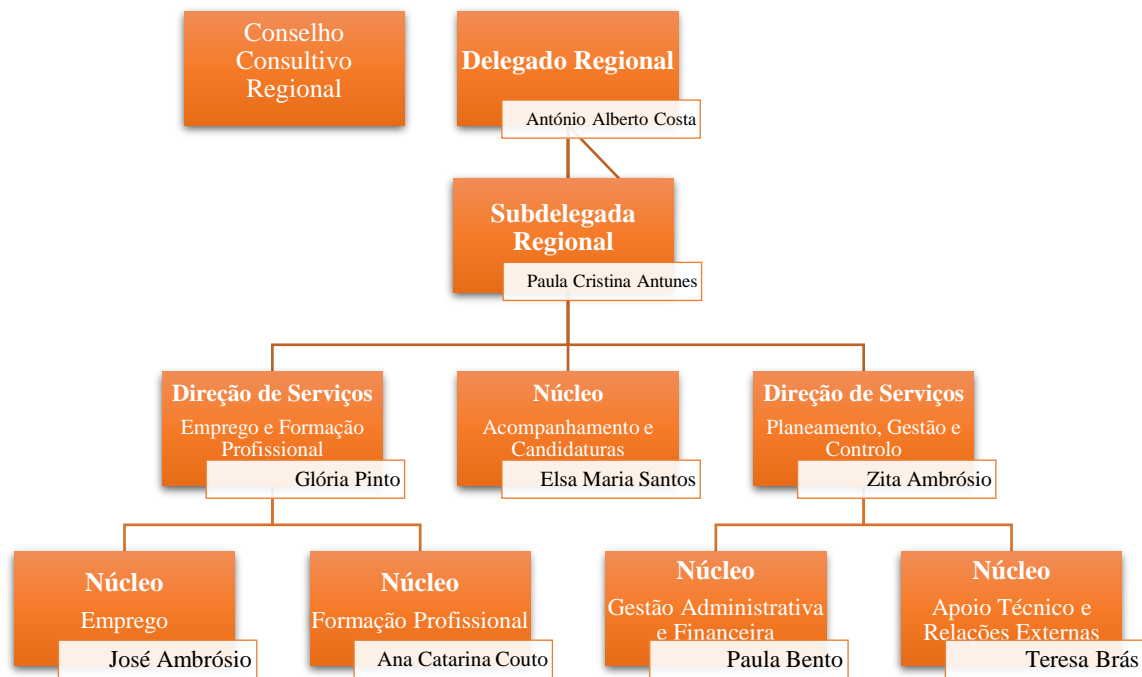 Conselho
Consultivo
Regional
Delegado Regional
António Alberto Costa
Subdelegada
Regional
Paula Cristina Antunes
Direção de Serviços
Emprego e Formação
Profissional
Glória Pinto
Núcleo
Acompanhamento e
Candidaturas
Elsa Maria Santos
Direção de Serviços
Planeamento, Gestão e
Controlo
Zita Ambrósio
Núcleo
Emprego
José Ambrósio
Núcleo
Formação Profissional
Ana Catarina Couto
Núcleo
Gestão Administrativa
e Financeira
Paula Bento
Núcleo
Apoio Técnico e
Relações Externas
Teresa Brás